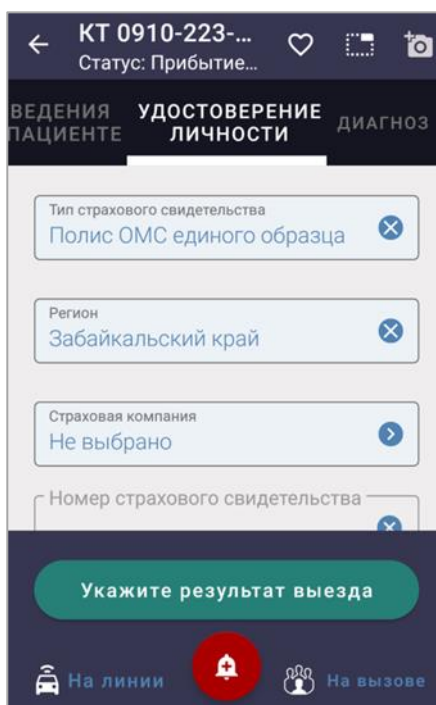 КТ 0910-223-...
Статус: Прибытие...
ВЕДЕНИЯ
ПАЦИЕНТЕ
УДОСТОВЕРЕНИЕ
ЛИЧНОСТИ
ДИАГНОЗ
Тип страхового свидетельства
Полис ОМС единого образца
Регион
Забайкальский край
Страховая компания
Не выбрано
Номер страхового свидетельства
Укажите результат выезда
На линии
На вызове